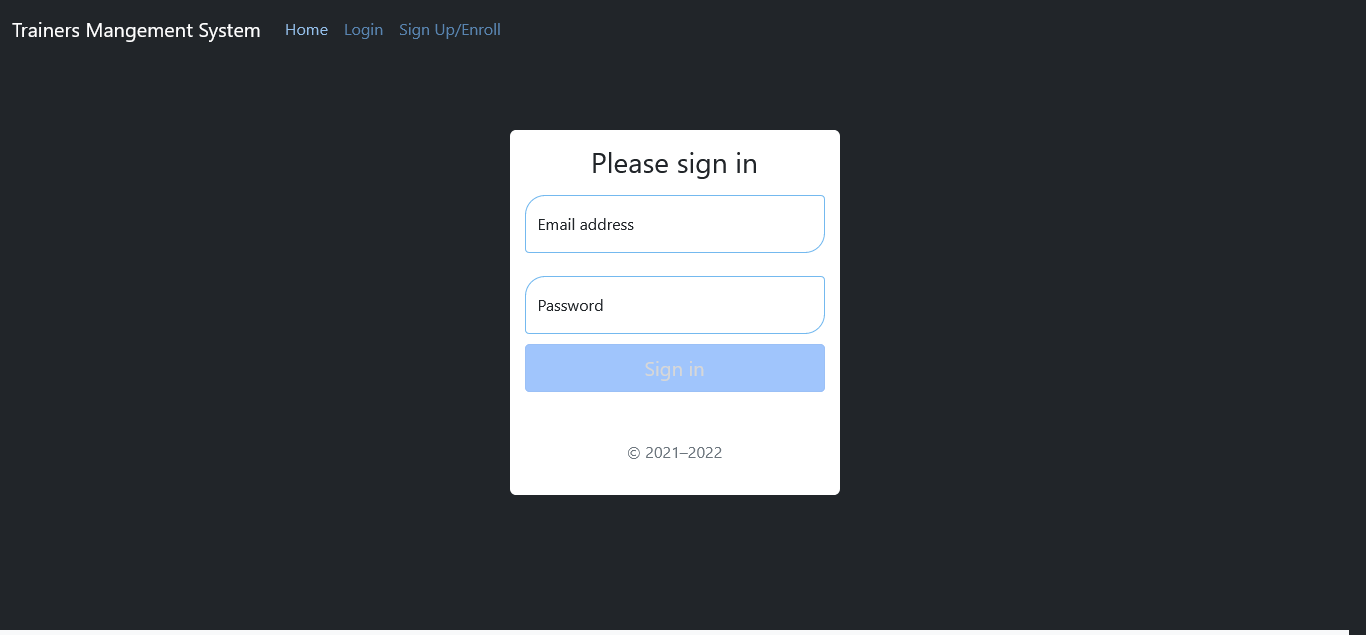 Trainers Mangement System Home Login Sign Up/Enroll
Please sign in
Email address
Password
Sign in
© 2021–2022